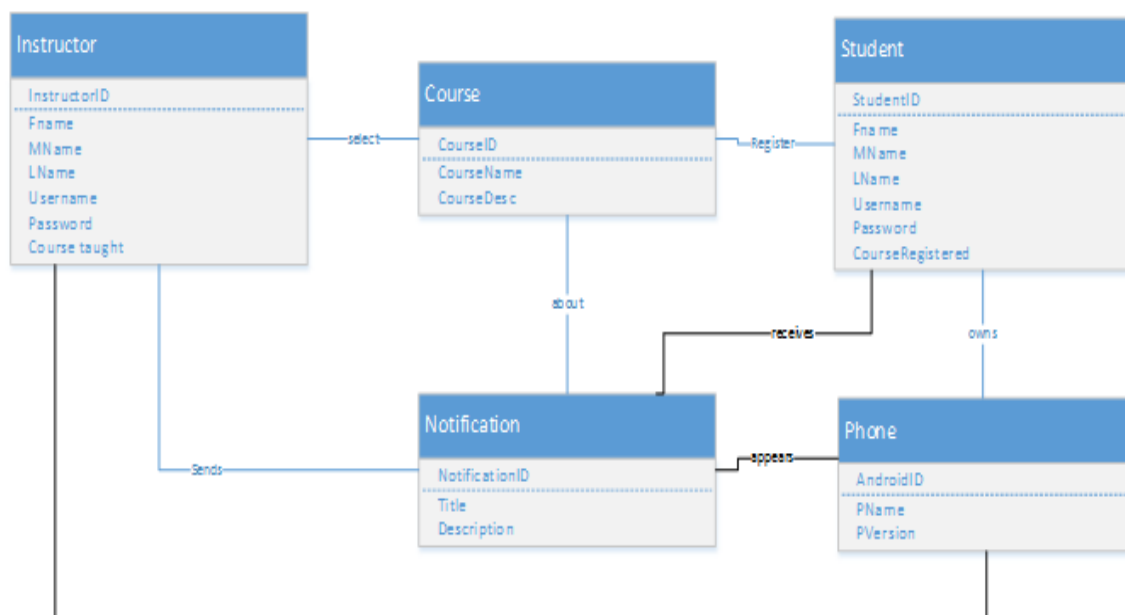 Instructor
InstructorID
Fname
MName
LName
Username
Password
Course taught
select
Course
CourseID
CourseName
CourseDesc
Register
Student
StudentID
Fname
MName
LName
Username
Password
CourseRegistered
about
receives
owns
Sends
Notification
NotificationID
Title
Description
appears
Phone
AndroidID
PName
PVersion